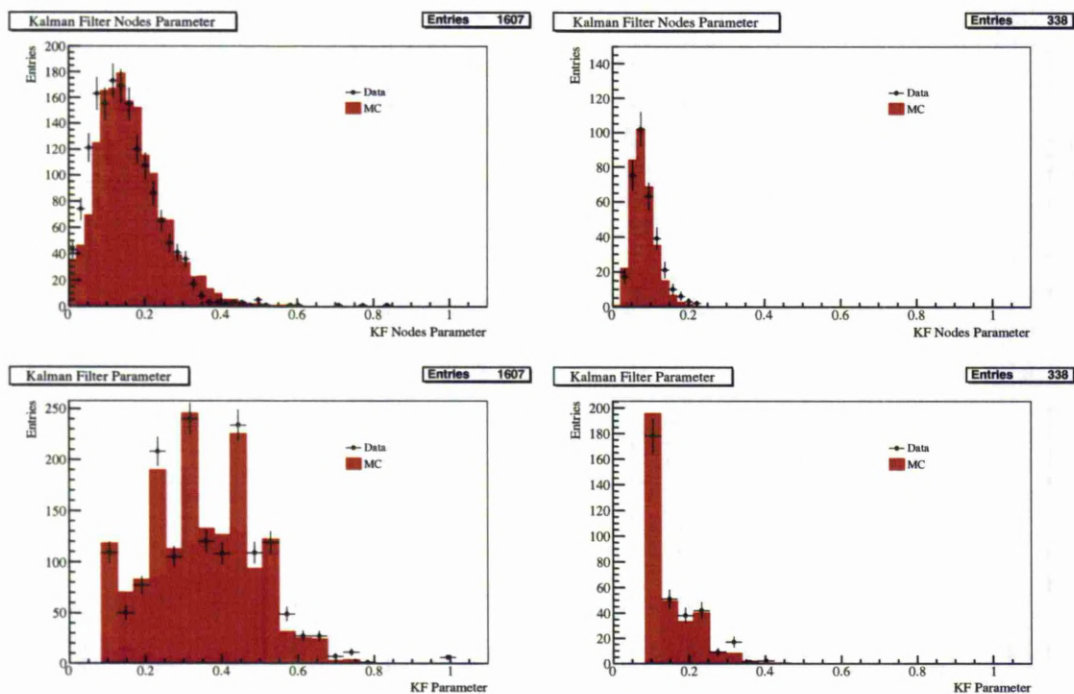 Kalman Filter Nodes Parameter
Entries 1607
Entries
200
180
160
140
120
100
80
60
40
20
0
Data
MC
0 0.2 0.4 0.6 0.8 1
KF Nodes Parameter
Kalman Filter Nodes Parameter
Entries 338
Entries
140
120
100
80
60
40
20
0
Data
MC
0 0.2 0.4 0.6 0.8 1
KF Nodes Parameter
Kalman Filter Parameter
Entries 1607
Entries
250
200
150
100
50
0
Data
MC
0 0.2 0.4 0.6 0.8 1
KF Parameter
Kalman Filter Parameter
Entries 338
Entries
200
180
160
140
120
100
80
60
40
20
0
Data
MC
0 0.2 0.4 0.6 0.8 1
KF Parameter